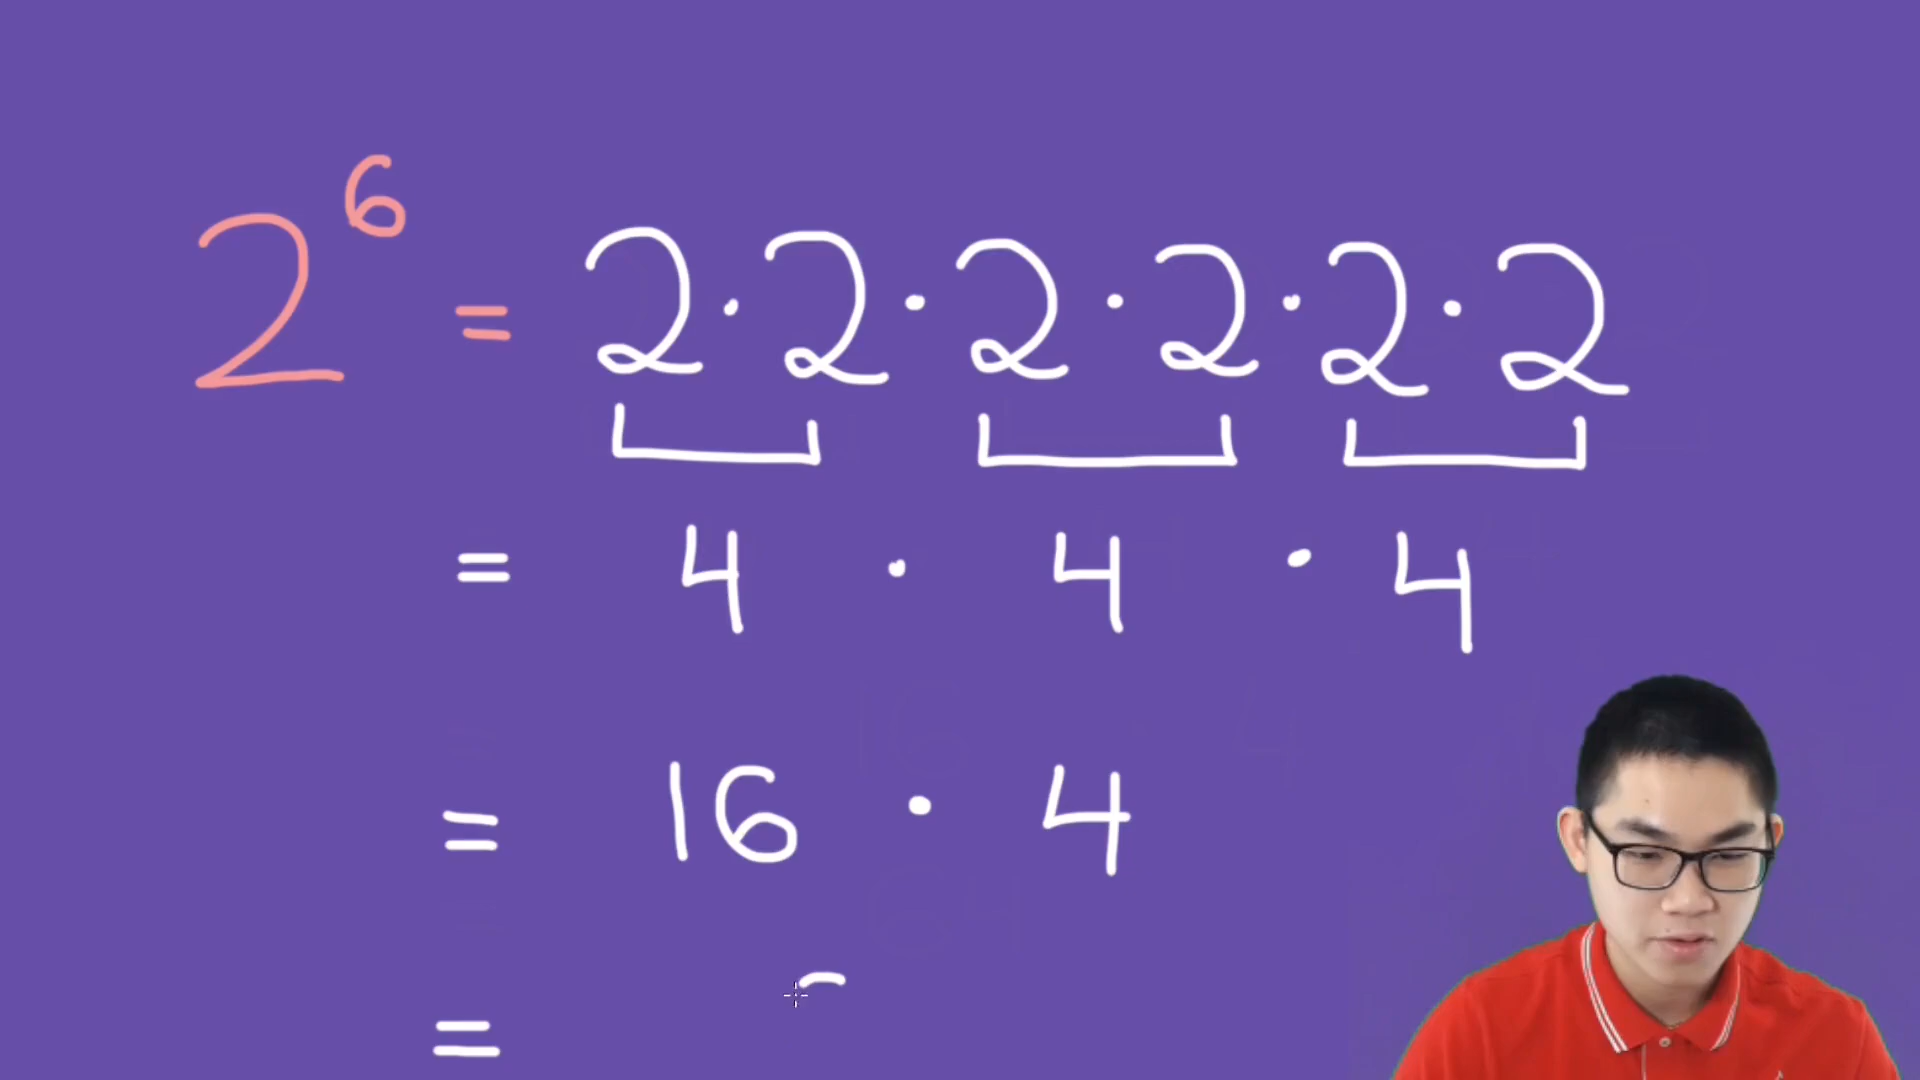 2⁶ = 2 · 2 · 2 · 2 · 2 · 2
= 4 · 4 · 4
= 16 · 4
=